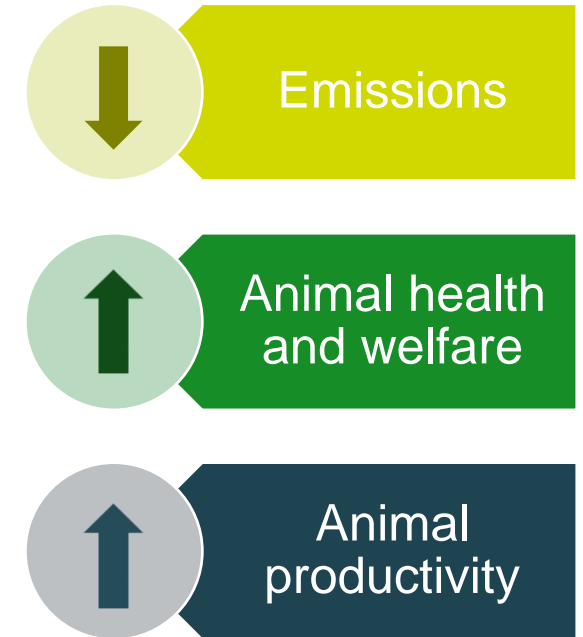 Emissions
Animal health
and welfare
Animal
productivity